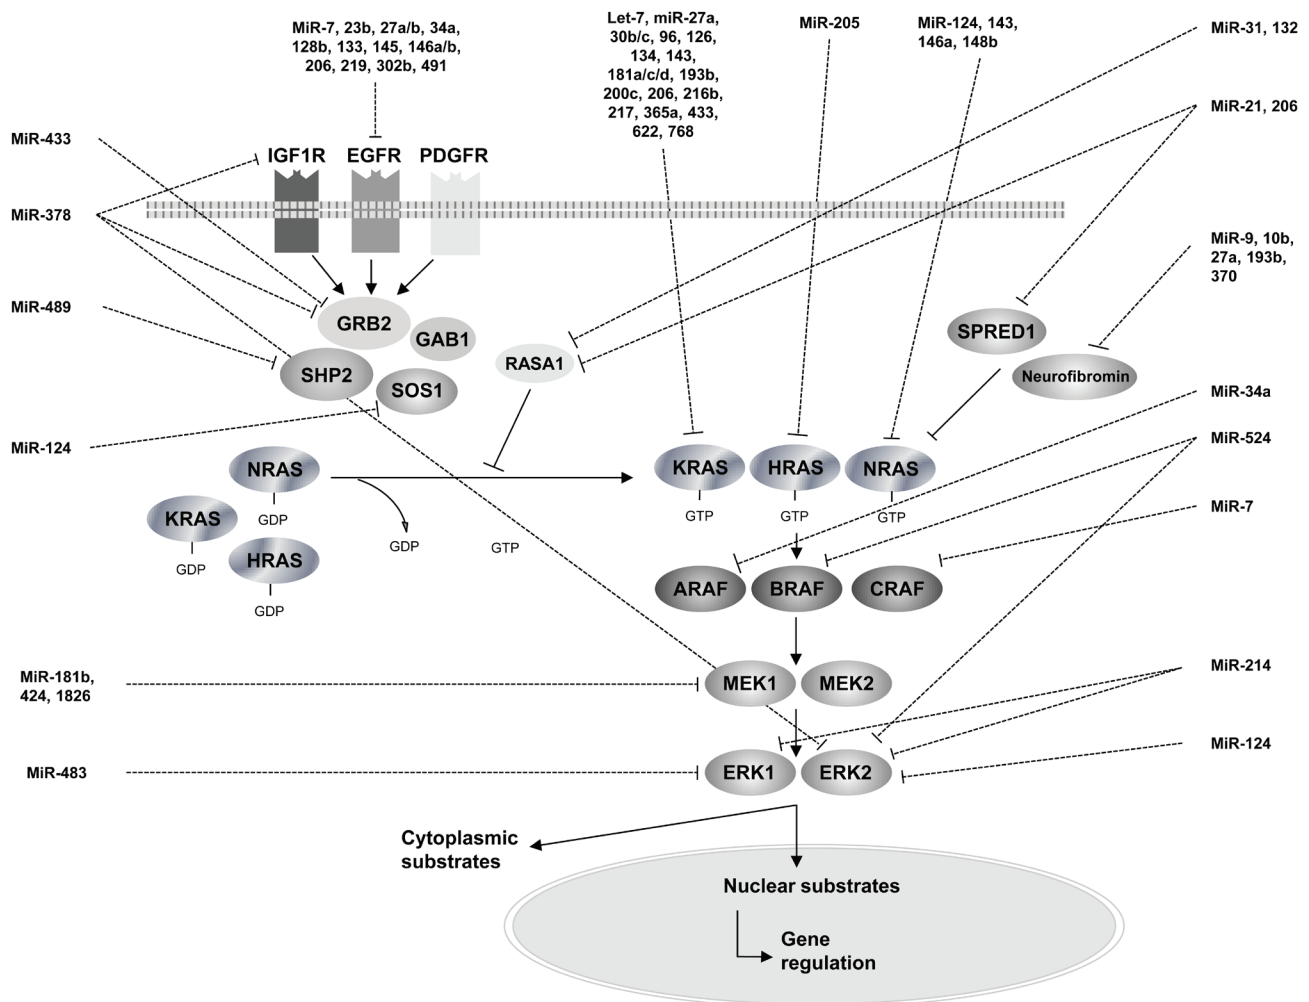 MiR-7, 23b, 27a/b, 34a,
128b, 133, 145, 146a/b,
206, 219, 302b, 491
Let-7, miR-27a,
30b/c, 96, 126,
134, 143,
181a/c/d, 193b,
200c, 206, 216b,
217, 365a, 433,
622, 768
MiR-205
MiR-124, 143,
146a, 148b
MiR-31, 132
MiR-21, 206
MiR-433
IGF1R
EGFR
PDGFR
MiR-378
MiR-9, 10b,
27a, 193b,
370
MiR-489
GRB2
GAB1
SHP2
SOS1
RASA1
SPRED1
Neurofibromin
MiR-34a
MiR-124
MiR-524
NRAS
GDP
KRAS
GDP
HRAS
GDP
GDP
GTP
KRAS
HRAS
NRAS
GTP
GTP
GTP
MiR-7
ARAF
BRAF
CRAF
MiR-181b,
424, 1826
MEK1
MEK2
MiR-214
MiR-483
ERK1
ERK2
MiR-124
Cytoplasmic
substrates
Nuclear substrates
Gene
regulation